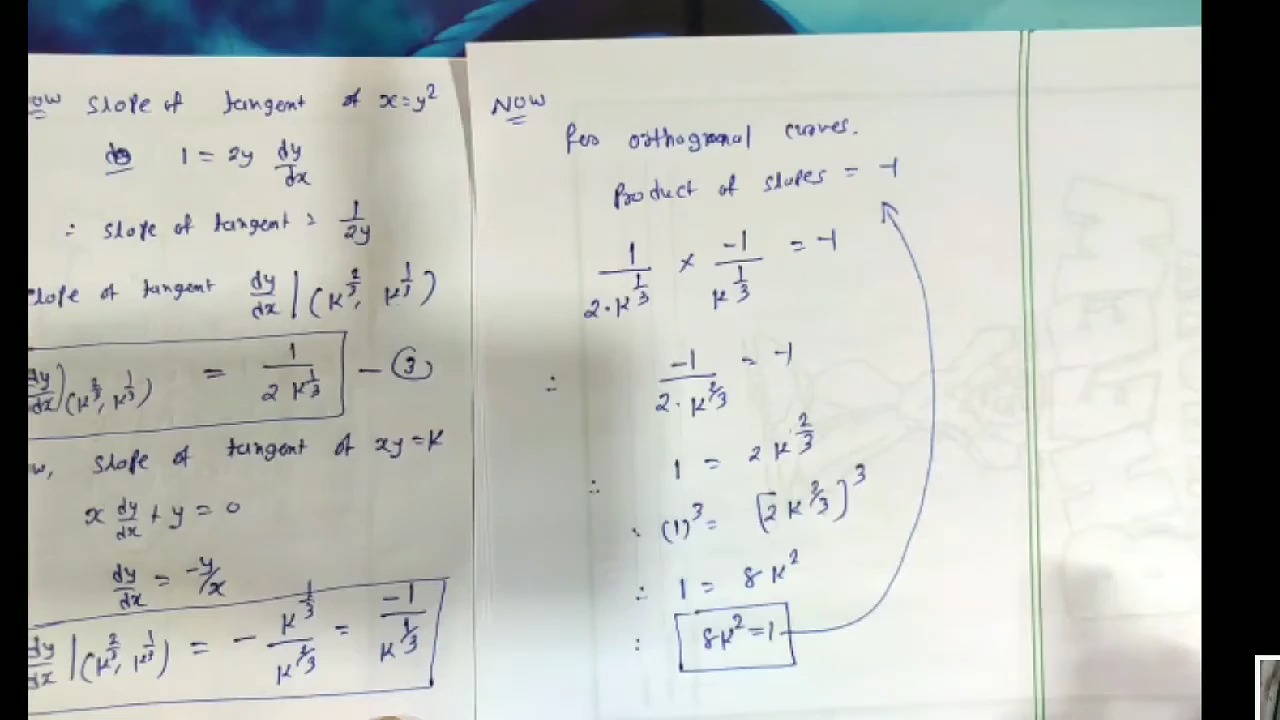 ow slope of tangent of x=y²
1 = 2y dy/dx
∴ slope of tangent = 1/2y
slope of tangent dy/dx | (K^2/3, K^1/3)
dy/dx) (K^2/3, K^1/3) = 1/(2 K^1/3) — ③
w, slope of tangent of xy=K
x dy/dx + y = 0
dy/dx = -y/x
dy/dx | (K^2/3, K^1/3) = - K^1/3 / K^2/3 = -1/K^1/3
NOW
for orthogonal curves.
Product of slopes = -1
1/(2·K^1/3) × -1/K^1/3 = -1
∴ -1/(2·K^2/3) = -1
∴ 1 = 2K^2/3
∴ (1)³ = (2K^2/3)³
∴ 1 = 8K²
∴ 8K²=1